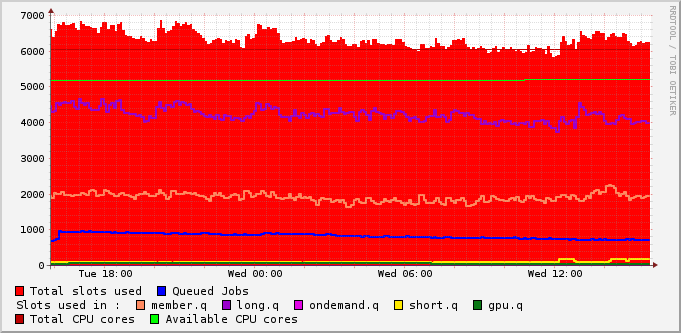 7000
6000
5000
4000
3000
2000
1000
0
Tue 18:00 Wed 00:00 Wed 06:00 Wed 12:00
RRDTOOL / TOBI OETIKER
Total slots used Queued Jobs
Slots used in : member.q long.q ondemand.q short.q gpu.q
Total CPU cores Available CPU cores